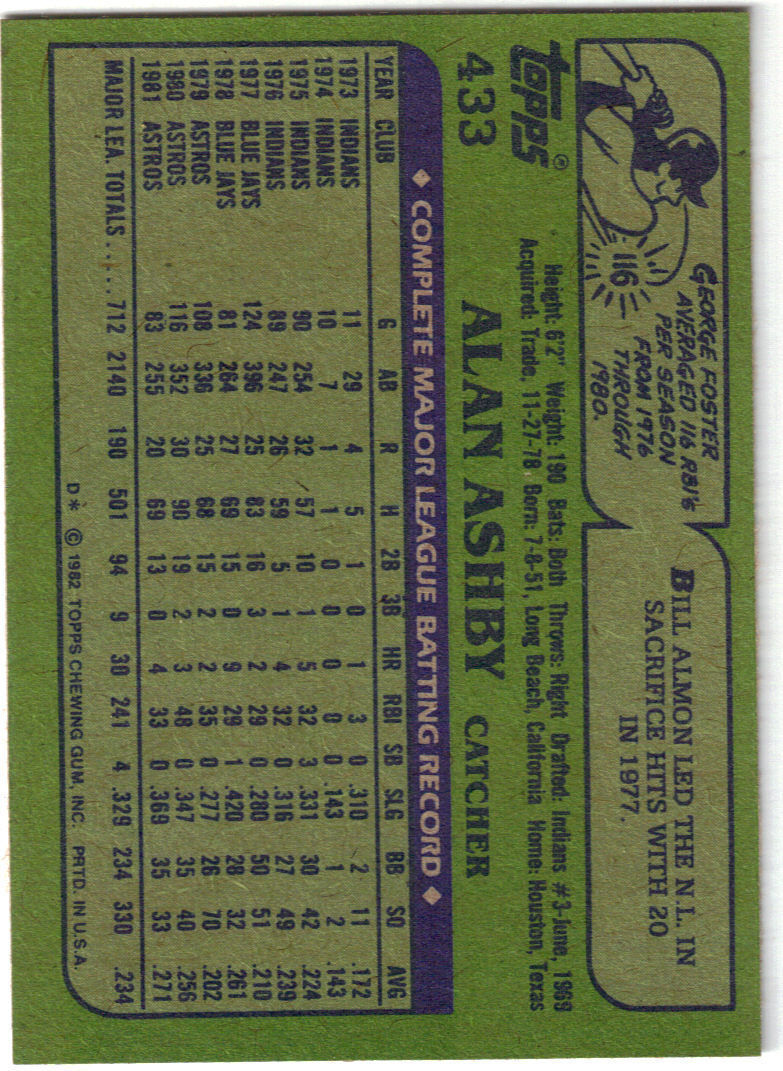 GEORGE FOSTER
AVERAGED 116 RBI'S
PER SEASON
FROM 1976
THROUGH
1980.
116
BILL ALMON LED THE N.L. IN
SACRIFICE HITS WITH 20
IN 1977.
topps®
433
Height: 6'2" Weight: 190 Bats: Both Throws: Right Drafted: Indians #3-June, 1969
Acquired: Trade, 11-27-78 Born: 7-8-51, Long Beach, California Home: Houston, Texas
ALAN ASHBY CATCHER
◆ COMPLETE MAJOR LEAGUE BATTING RECORD ◆
YEAR CLUB G AB R H 2B 3B HR RBI SB SLG BB SO AVG
1973 INDIANS 11 29 4 5 1 0 1 3 0 .310 2 11 .172
1974 INDIANS 10 7 1 1 0 0 0 0 0 .143 1 2 .143
1975 INDIANS 90 254 32 57 10 1 5 32 3 .331 30 42 .224
1976 INDIANS 89 247 26 59 5 1 4 32 0 .316 27 49 .239
1977 BLUE JAYS 124 396 25 83 16 3 2 29 0 .280 50 51 .210
1978 BLUE JAYS 81 264 27 69 15 0 9 29 1 .420 28 32 .261
1979 ASTROS 108 336 25 68 15 2 2 35 0 .277 26 70 .202
1980 ASTROS 116 352 30 90 19 2 3 48 0 .347 35 40 .256
1981 ASTROS 83 255 20 69 13 0 4 33 0 .369 35 33 .271
MAJOR LEA. TOTALS..... 712 2140 190 501 94 9 30 241 4 .329 234 330 .234
D* © 1982 TOPPS CHEWING GUM, INC. PRTD. IN U.S.A.